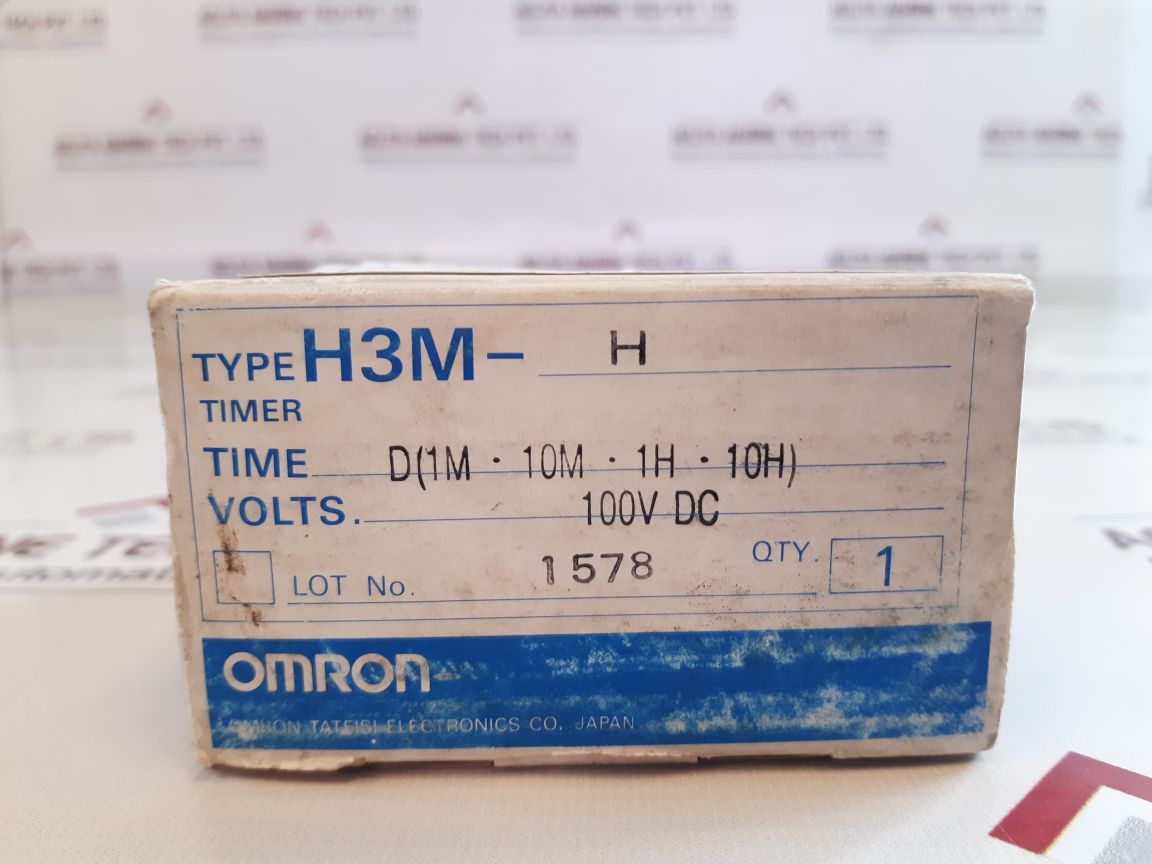 TYPE H3M- H
TIMER
TIME D(1M · 10M · 1H · 10H)
VOLTS. 100V DC
LOT No. 1578 QTY. 1
OMRON
OMRON TATEISI ELECTRONICS CO. JAPAN